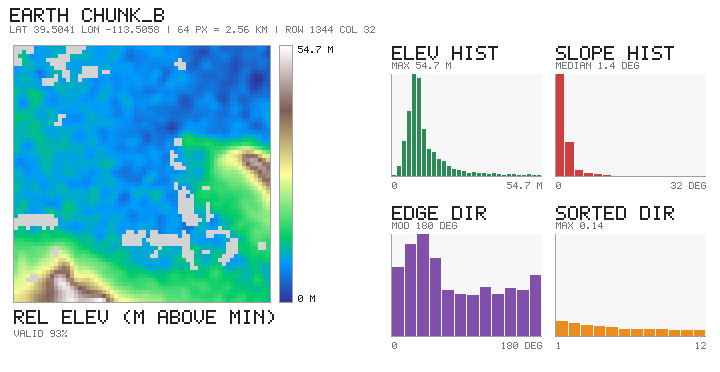 EARTH CHUNK_B
LAT 39.5041 LON -113.5058 | 64 PX = 2.56 KM | ROW 1344 COL 32
54.7 M
0 M
REL ELEV (M ABOVE MIN)
VALID 93%
ELEV HIST
MAX 54.7 M
0 54.7 M
SLOPE HIST
MEDIAN 1.4 DEG
0 32 DEG
EDGE DIR
MOD 180 DEG
0 180 DEG
SORTED DIR
MAX 0.14
1 12